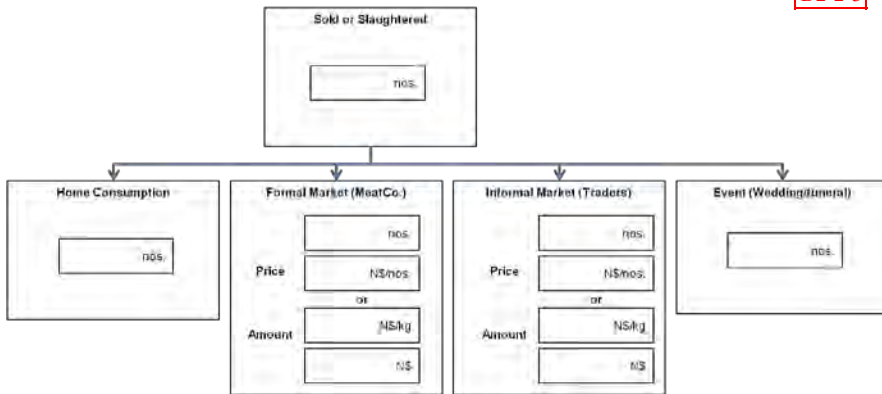 Sold or Slaughtered
nos.
Home Consumption
nos.
Formal Market (MeatCo.)
nos.
Price
N$/nos.
or
Amount
N$/kg
N$
Informal Market (Traders)
nos.
Price
N$/nos.
or
Amount
N$/kg
N$
Event (Wedding/funeral)
nos.